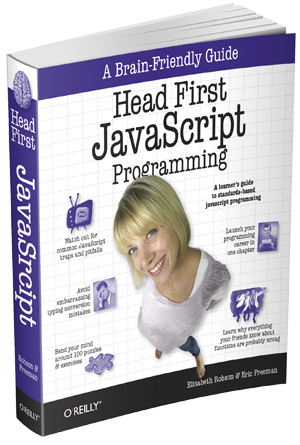 A Brain-Friendly Guide
Head First
JavaScript
Programming
A learner's guide
to standards-based
javascript programming
Watch out for
common JavaScript
traps and pitfalls
Launch your
programming
career in
one chapter
Avoid
embarrassing
typing conversion
mistakes
Bend your mind
around 100 puzzles
& exercises
Learn why everything
your friends know about
functions are probably wrong
O'REILLY
Elisabeth Robson & Eric Freeman
Head First
JavaSrcipt
Robson &
Freeman